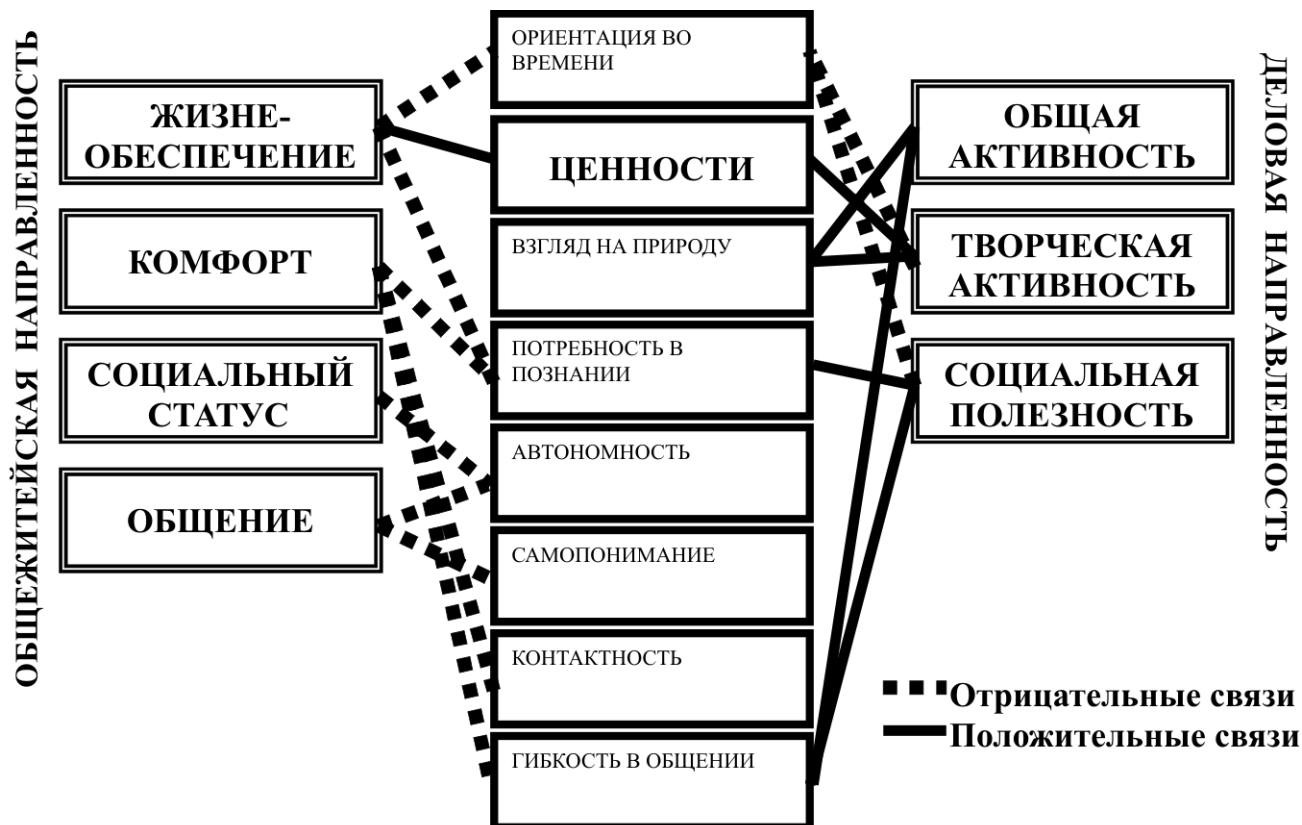 ОБЩЕЖИТЕЙСКАЯ НАПРАВЛЕННОСТЬ
ЖИЗНЕ-
ОБЕСПЕЧЕНИЕ
КОМФОРТ
СОЦИАЛЬНЫЙ
СТАТУС
ОБЩЕНИЕ
ОРИЕНТАЦИЯ ВО
ВРЕМЕНИ
ЦЕННОСТИ
ВЗГЛЯД НА ПРИРОДУ
ПОТРЕБНОСТЬ В
ПОЗНАНИИ
АВТОНОМНОСТЬ
САМОПОНИМАНИЕ
КОНТАКТНОСТЬ
ГИБКОСТЬ В ОБЩЕНИИ
ОБЩАЯ
АКТИВНОСТЬ
ТВОРЧЕСКАЯ
АКТИВНОСТЬ
СОЦИАЛЬНАЯ
ПОЛЕЗНОСТЬ
ДЕЛОВАЯ НАПРАВЛЕННОСТЬ
Отрицательные связи
Положительные связи